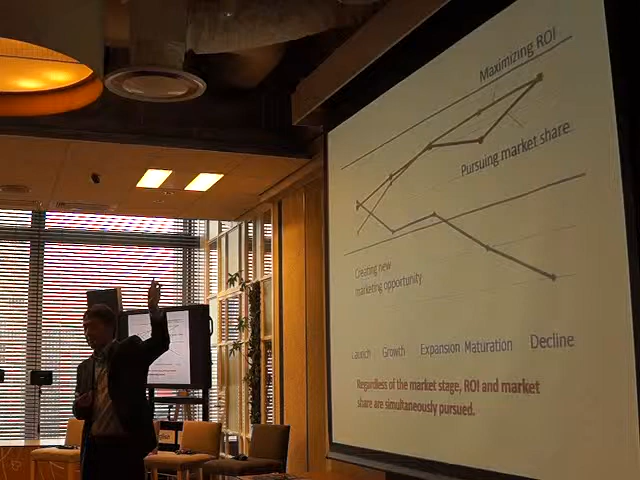 Maximizing ROI
Pursuing market share
Creating new
marketing opportunity
Launch Growth Expansion Maturation Decline
Regardless of the market stage, ROI and market
share are simultaneously pursued.